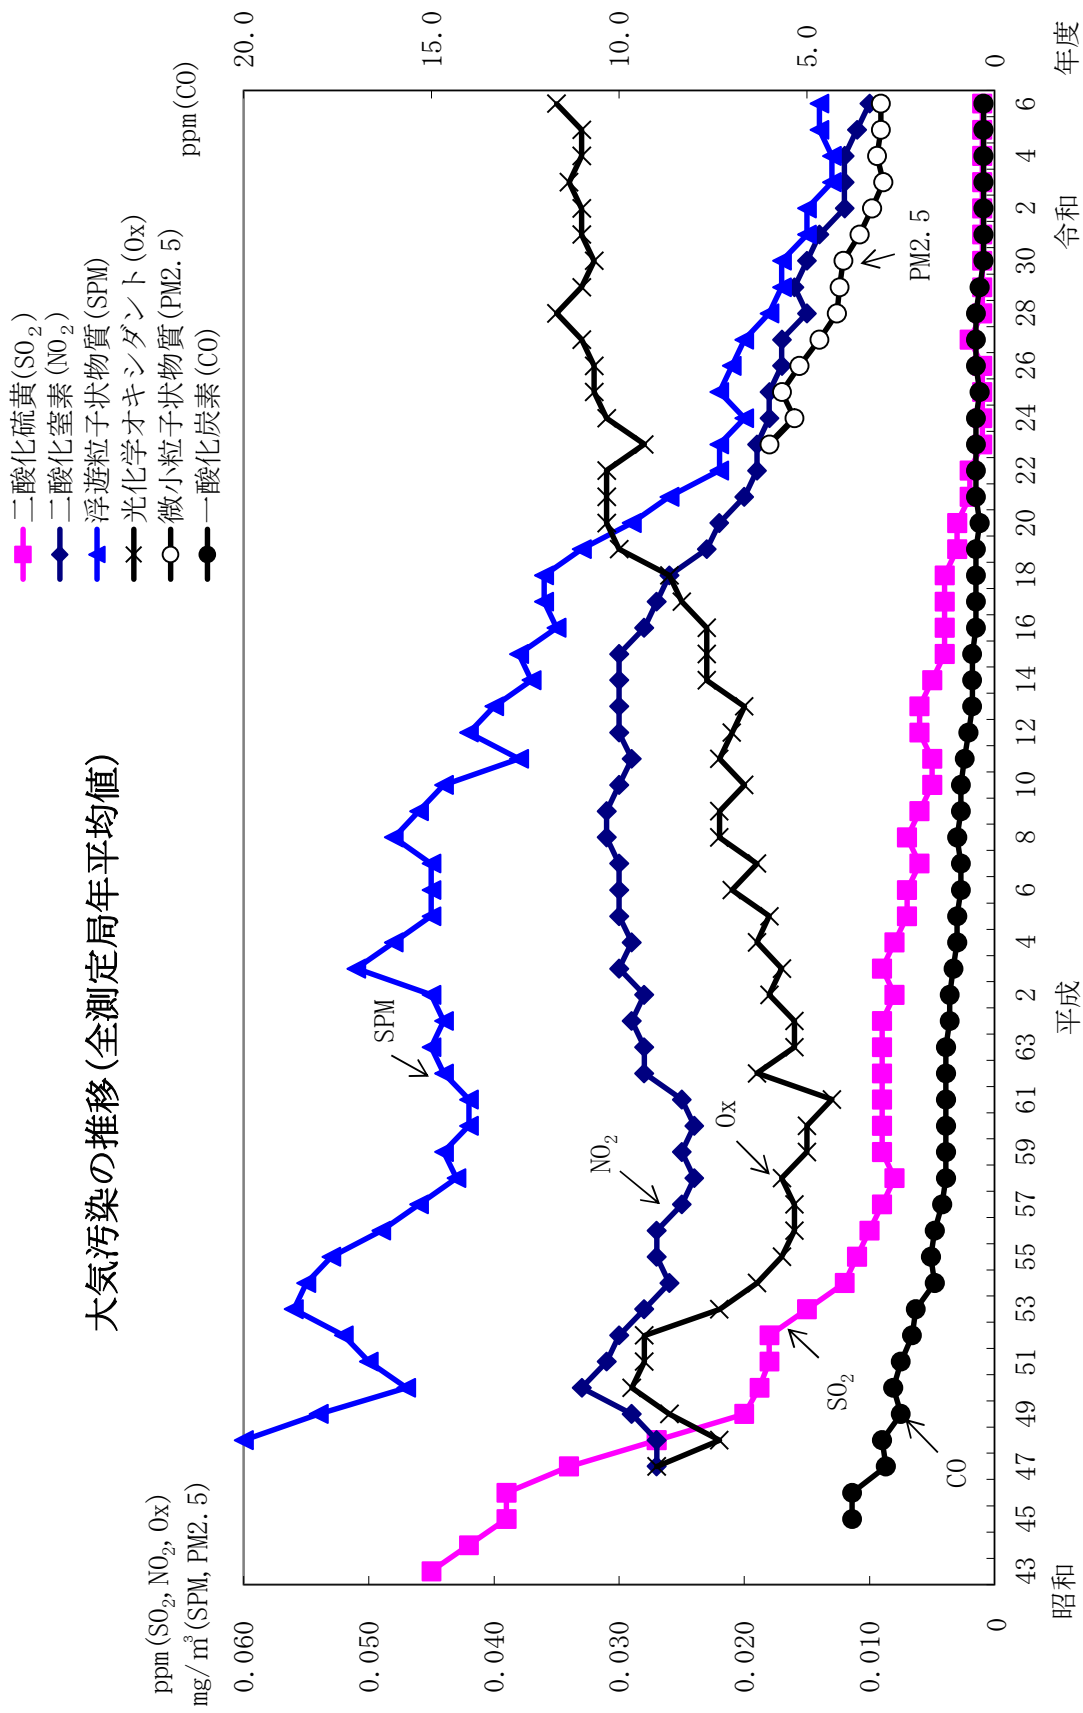 大気汚染の推移(全測定局年平均値)
二酸化硫黄(SO₂)
二酸化窒素(NO₂)
浮遊粒子状物質(SPM)
光化学オキシダント(Ox)
微小粒子状物質(PM2.5)
一酸化炭素(CO)
ppm(SO₂,NO₂,Ox)
mg/㎥(SPM,PM2.5)
ppm(CO)
0.060
0.050
0.040
0.030
0.020
0.010
0
20.0
15.0
10.0
5.0
0
SPM
NO₂
Ox
SO₂
CO
PM2.5
43 45 47 49 51 53 55 57 59 61 63 2 4 6 8 10 12 14 16 18 20 22 24 26 28 30 2 4 6
昭和 平成 令和 年度